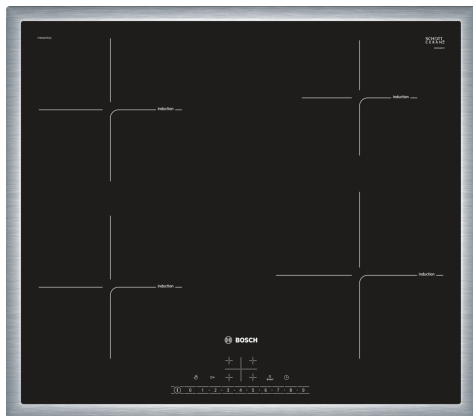 SCHOTT
CERAN®
induction
induction
induction
induction
BOSCH
0 · 1 · 2 · 3 · 4 · 5 · 6 · 7 · 8 · 9